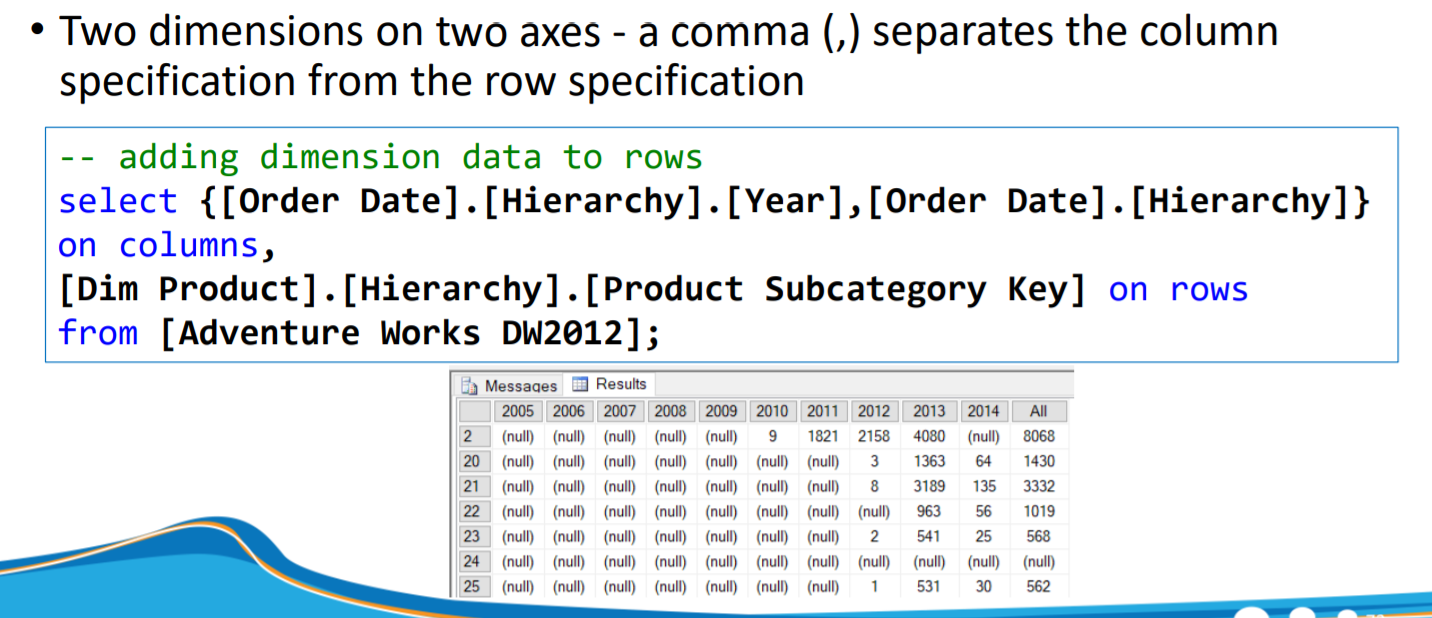 • Two dimensions on two axes - a comma (,) separates the column
specification from the row specification
-- adding dimension data to rows
select {[Order Date].[Hierarchy].[Year],[Order Date].[Hierarchy]}
on columns,
[Dim Product].[Hierarchy].[Product Subcategory Key] on rows
from [Adventure Works DW2012];
Messages Results
2005 2006 2007 2008 2009 2010 2011 2012 2013 2014 All
2 (null) (null) (null) (null) (null) 9 1821 2158 4080 (null) 8068
20 (null) (null) (null) (null) (null) (null) (null) 3 1363 64 1430
21 (null) (null) (null) (null) (null) (null) (null) 8 3189 135 3332
22 (null) (null) (null) (null) (null) (null) (null) (null) 963 56 1019
23 (null) (null) (null) (null) (null) (null) (null) 2 541 25 568
24 (null) (null) (null) (null) (null) (null) (null) (null) (null) (null) (null)
25 (null) (null) (null) (null) (null) (null) (null) 1 531 30 562